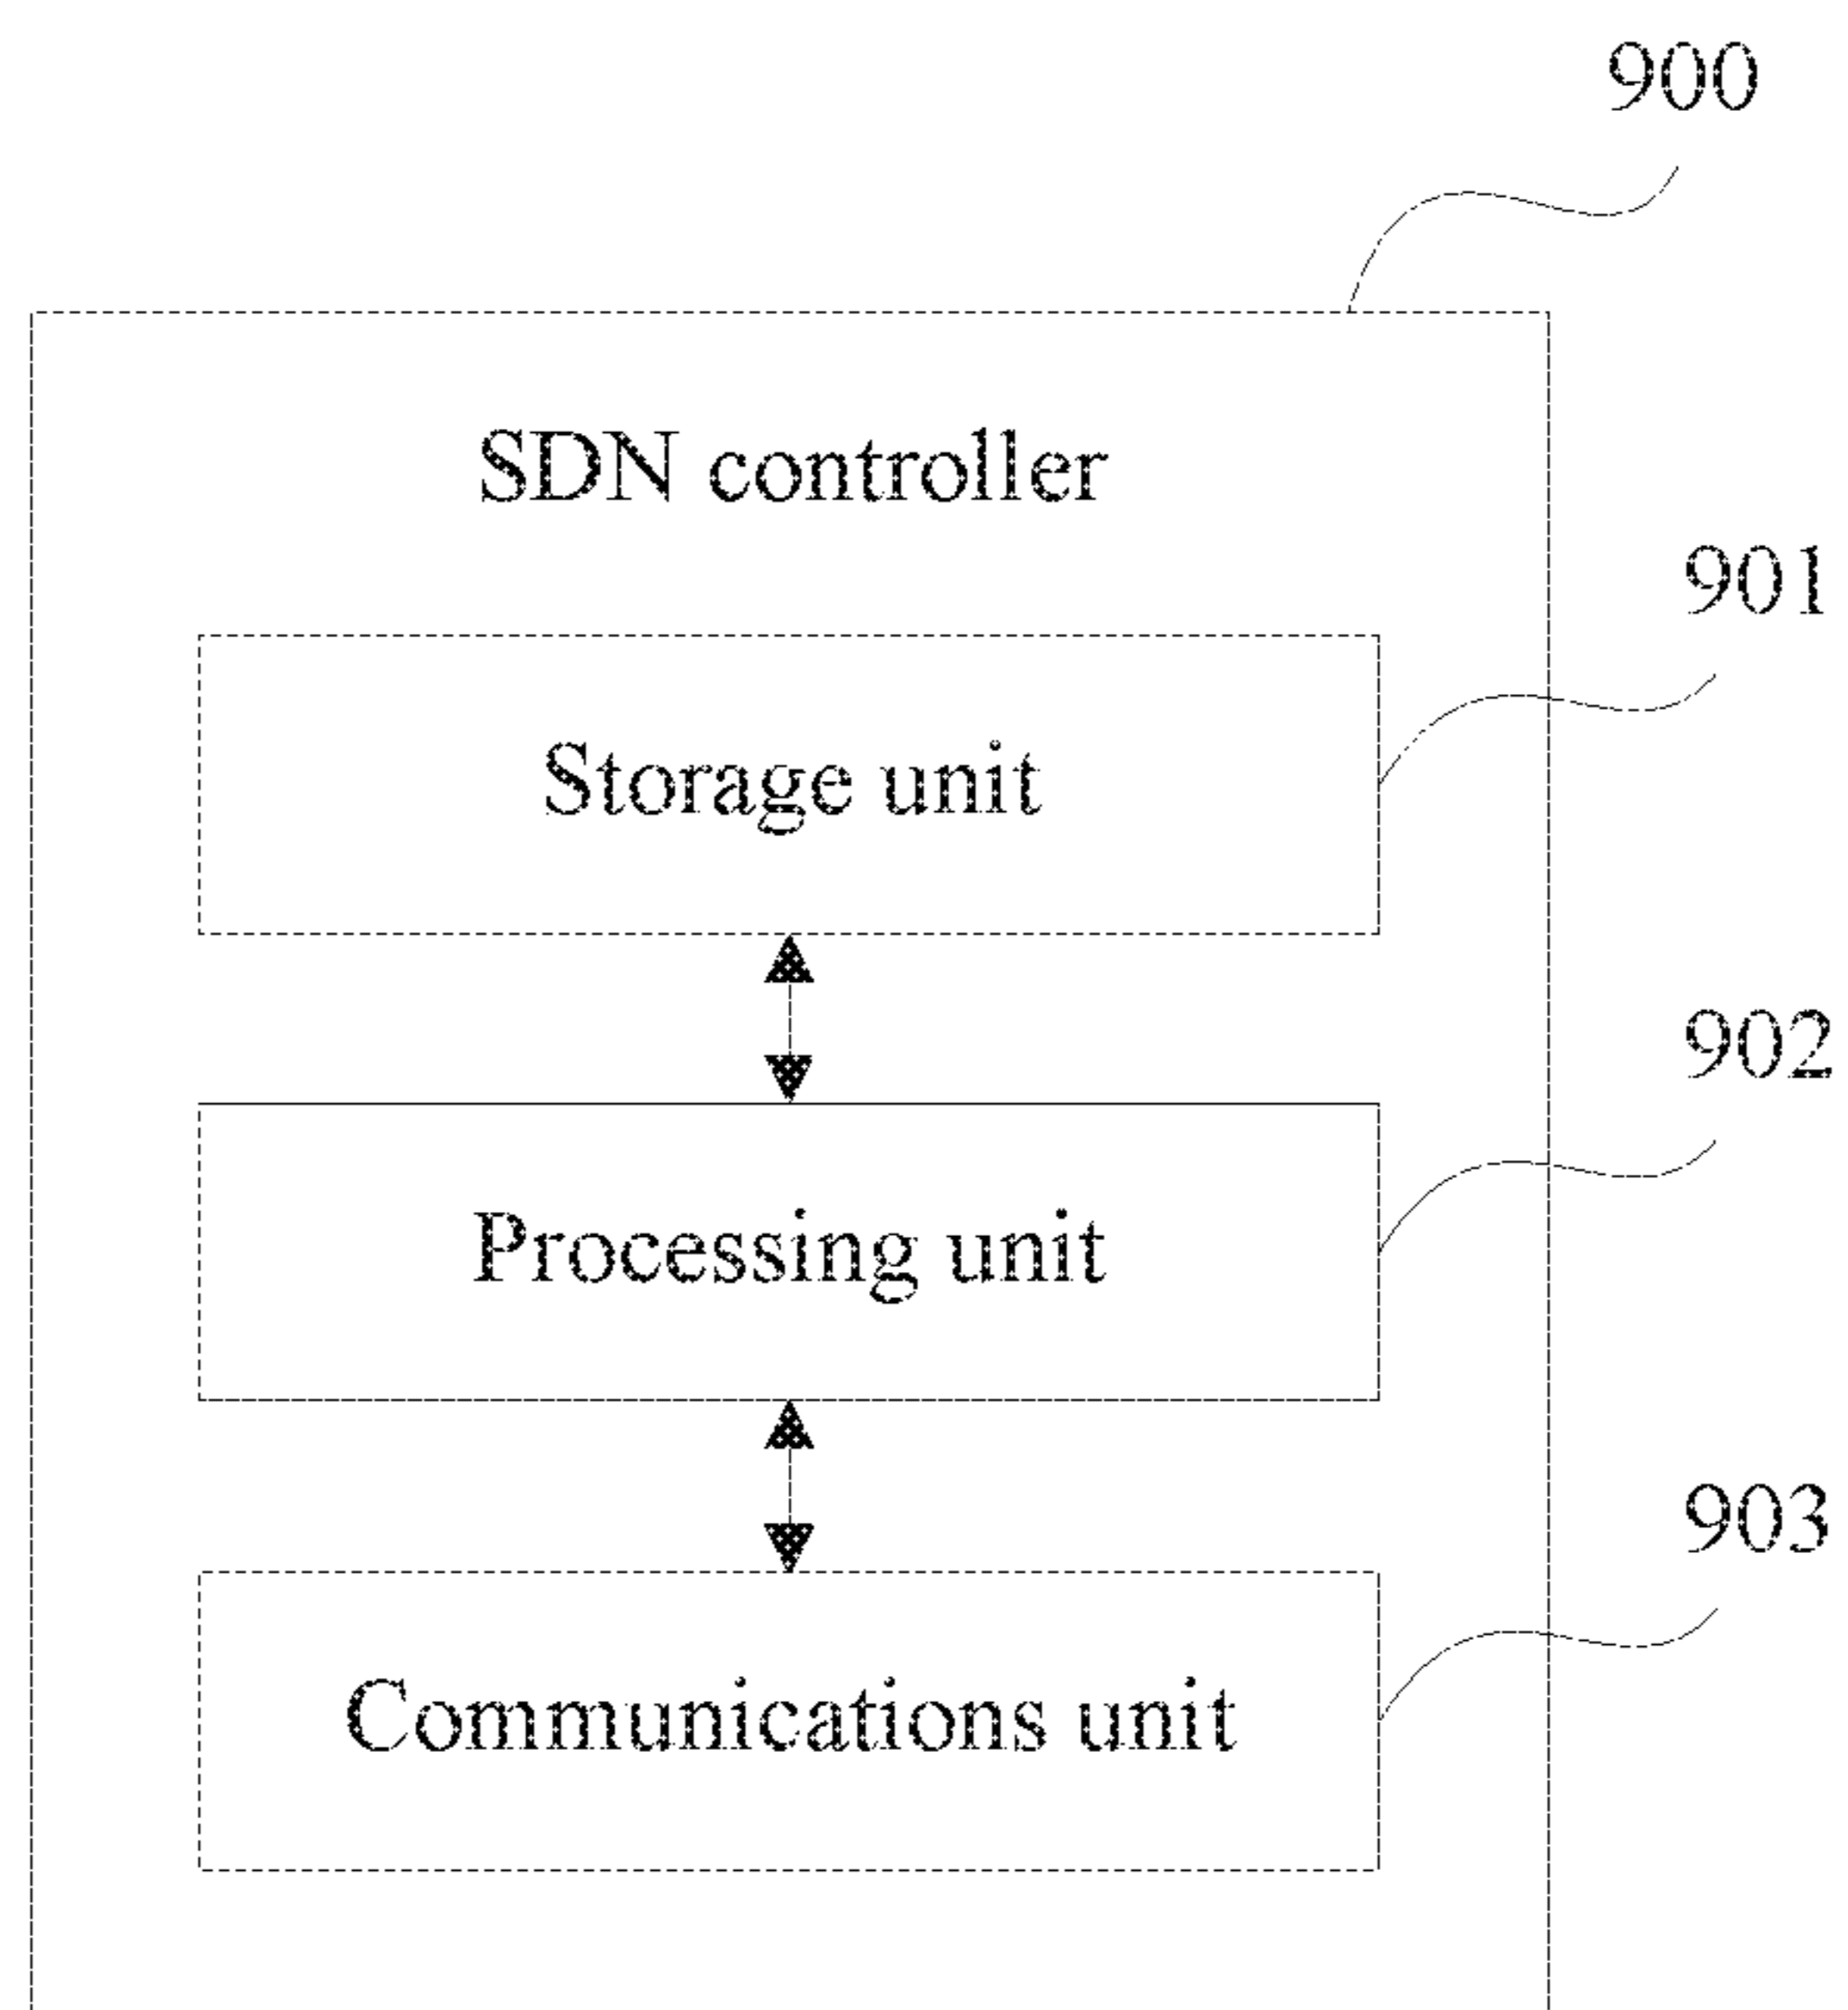 900
SDN controller
901
Storage unit
902
Processing unit
903
Communications unit